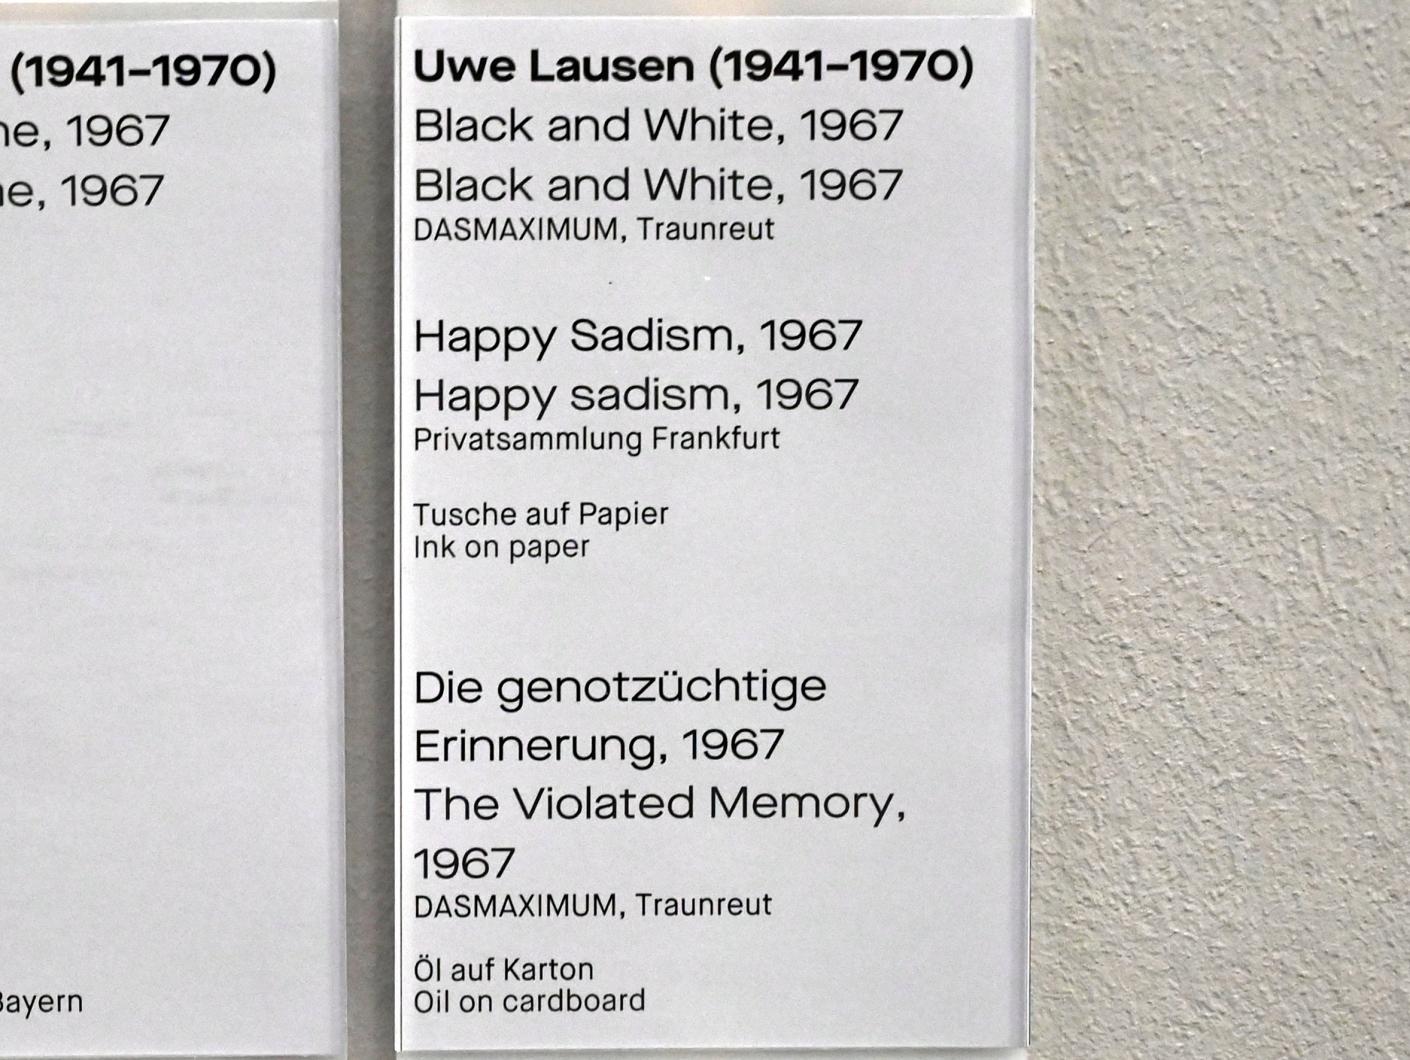 (1941–1970)
1967
1967
Bayern
Uwe Lausen (1941–1970)
Black and White, 1967
Black and White, 1967
DASMAXIMUM, Traunreut
Happy Sadism, 1967
Happy sadism, 1967
Privatsammlung Frankfurt
Tusche auf Papier
Ink on paper
Die genotzüchtige
Erinnerung, 1967
The Violated Memory,
1967
DASMAXIMUM, Traunreut
Öl auf Karton
Oil on cardboard